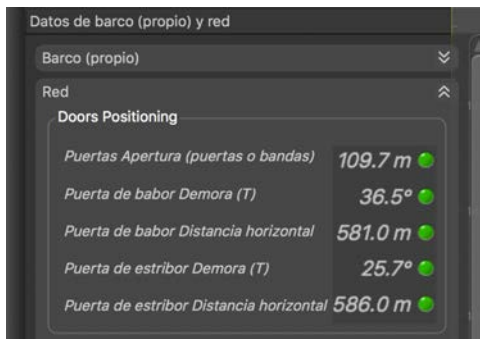 Datos de barco (propio) y red
Barco (propio)
Red
Doors Positioning
Puertas Apertura (puertas o bandas) 109.7 m
Puerta de babor Demora (T) 36.5°
Puerta de babor Distancia horizontal 581.0 m
Puerta de estribor Demora (T) 25.7°
Puerta de estribor Distancia horizontal 586.0 m